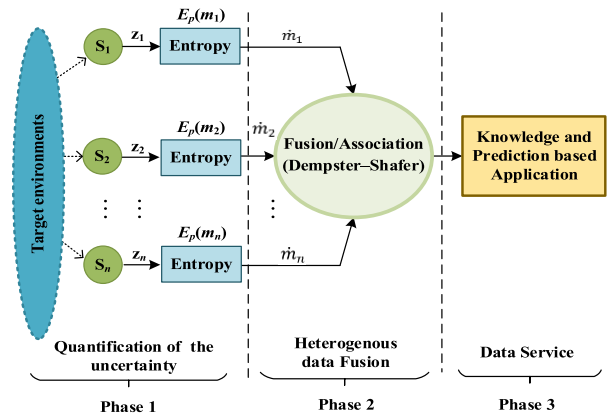 Target environments
S1
z1
Ep(m1)
Entropy
ṁ1
S2
z2
Ep(m2)
Entropy
ṁ2
Fusion/Association
(Dempster–Shafer)
Knowledge and
Prediction based
Application
Sn
zn
Ep(mn)
Entropy
ṁn
Quantification of the
uncertainty
Heterogenous
data Fusion
Data Service
Phase 1
Phase 2
Phase 3